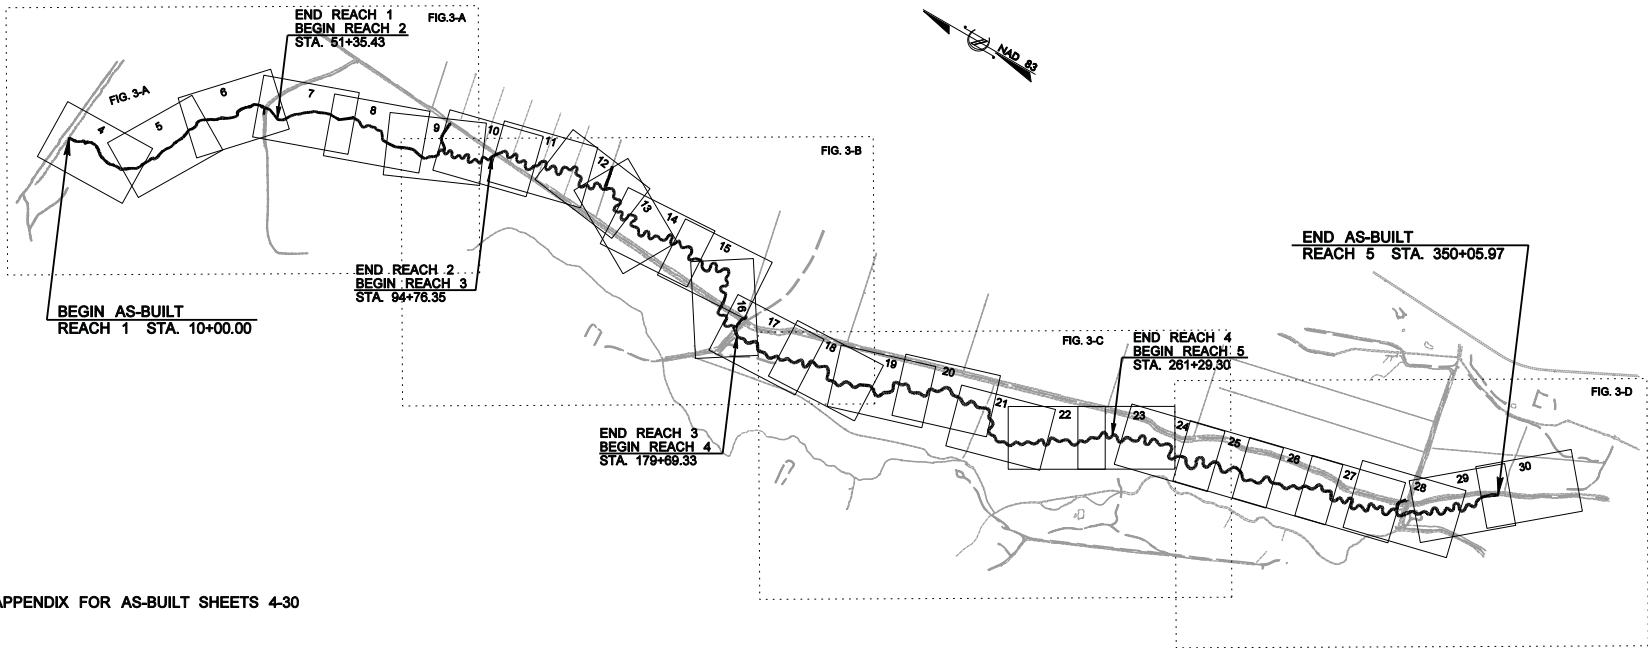 END REACH 1
BEGIN REACH 2
STA. 51+35.43
FIG.3-A
FIG. 3-A
NAD 83
4
5
6
7
8
9
10
11
12
13
14
15
16
17
18
19
20
21
22
23
24
25
26
27
28
29
30
FIG. 3-B
END REACH 2
BEGIN REACH 3
STA. 94+76.35
BEGIN AS-BUILT
REACH 1 STA. 10+00.00
END AS-BUILT
REACH 5 STA. 350+05.97
FIG. 3-C
END REACH 4
BEGIN REACH 5
STA. 261+29.30
FIG. 3-D
END REACH 3
BEGIN REACH 4
STA. 179+69.33
APPENDIX FOR AS-BUILT SHEETS 4-30